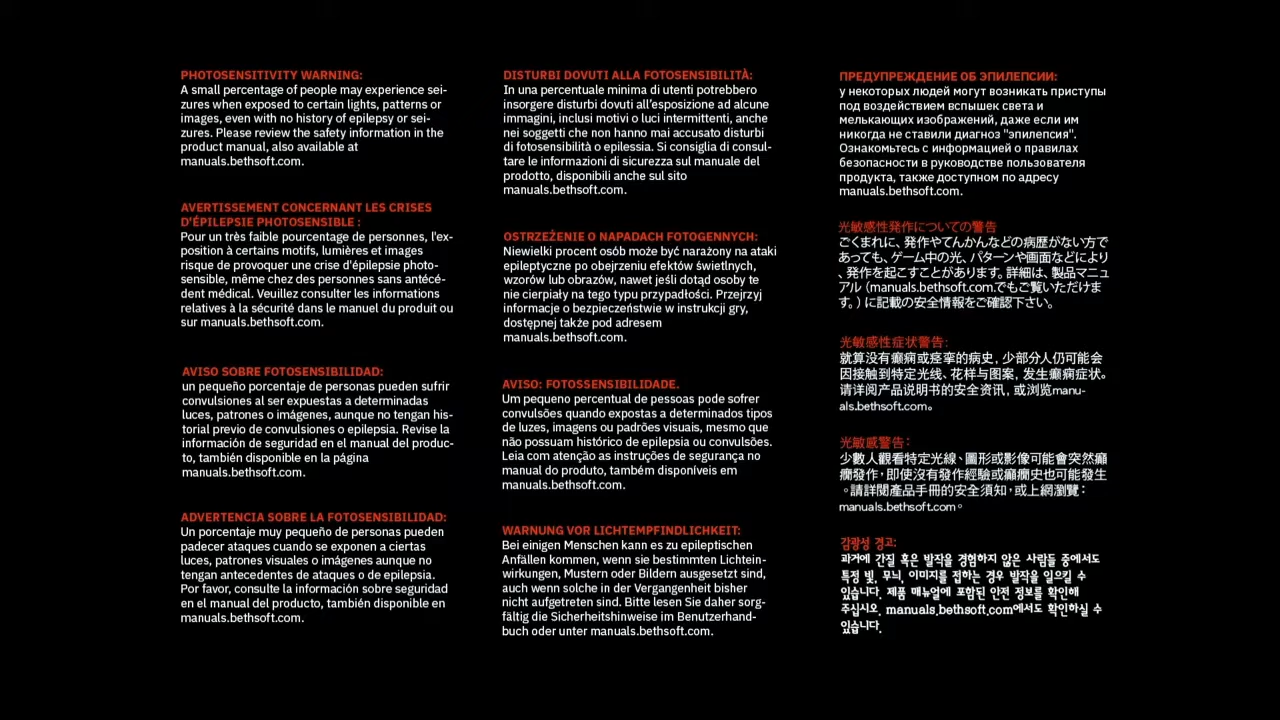 PHOTOSENSITIVITY WARNING:
A small percentage of people may experience sei-
zures when exposed to certain lights, patterns or
images, even with no history of epilepsy or sei-
zures. Please review the safety information in the
product manual, also available at
manuals.bethsoft.com.
AVERTISSEMENT CONCERNANT LES CRISES
D'ÉPILEPSIE PHOTOSENSIBLE :
Pour un très faible pourcentage de personnes, l'ex-
position à certains motifs, lumières et images
risque de provoquer une crise d'épilepsie photo-
sensible, même chez des personnes sans antécé-
dent médical. Veuillez consulter les informations
relatives à la sécurité dans le manuel du produit ou
sur manuals.bethsoft.com.
AVISO SOBRE FOTOSENSIBILIDAD:
un pequeño porcentaje de personas pueden sufrir
convulsiones al ser expuestas a determinadas
luces, patrones o imágenes, aunque no tengan his-
torial previo de convulsiones o epilepsia. Revise la
información de seguridad en el manual del produc-
to, también disponible en la página
manuals.bethsoft.com.
ADVERTENCIA SOBRE LA FOTOSENSIBILIDAD:
Un porcentaje muy pequeño de personas pueden
padecer ataques cuando se exponen a ciertas
luces, patrones visuales o imágenes aunque no
tengan antecedentes de ataques o de epilepsia.
Por favor, consulte la información sobre seguridad
en el manual del producto, también disponible en
manuals.bethsoft.com.
DISTURBI DOVUTI ALLA FOTOSENSIBILITÀ:
In una percentuale minima di utenti potrebbero
insorgere disturbi dovuti all'esposizione ad alcune
immagini, inclusi motivi o luci intermittenti, anche
nei soggetti che non hanno mai accusato disturbi
di fotosensibilità o epilessia. Si consiglia di consul-
tare le informazioni di sicurezza sul manuale del
prodotto, disponibili anche sul sito
manuals.bethsoft.com.
OSTRZEŻENIE O NAPADACH FOTOGENNYCH:
Niewielki procent osób może być narażony na ataki
epileptyczne po obejrzeniu efektów świetlnych,
wzorów lub obrazów, nawet jeśli dotąd osoby te
nie cierpiały na tego typu przypadłości. Przejrzyj
informacje o bezpieczeństwie w instrukcji gry,
dostępnej także pod adresem
manuals.bethsoft.com.
AVISO: FOTOSSENSIBILIDADE.
Um pequeno percentual de pessoas pode sofrer
convulsões quando expostas a determinados tipos
de luzes, imagens ou padrões visuais, mesmo que
não possuam histórico de epilepsia ou convulsões.
Leia com atenção as instruções de segurança no
manual do produto, também disponíveis em
manuals.bethsoft.com.
WARNUNG VOR LICHTEMPFINDLICHKEIT:
Bei einigen Menschen kann es zu epileptischen
Anfällen kommen, wenn sie bestimmten Lichtein-
wirkungen, Mustern oder Bildern ausgesetzt sind,
auch wenn solche in der Vergangenheit bisher
nicht aufgetreten sind. Bitte lesen Sie daher sorg-
fältig die Sicherheitshinweise im Benutzerhand-
buch oder unter manuals.bethsoft.com.
ПРЕДУПРЕЖДЕНИЕ ОБ ЭПИЛЕПСИИ:
у некоторых людей могут возникать приступы
под воздействием вспышек света и
мелькающих изображений, даже если им
никогда не ставили диагноз "эпилепсия".
Ознакомьтесь с информацией о правилах
безопасности в руководстве пользователя
продукта, также доступном по адресу
manuals.bethsoft.com.
光敏感性発作についての警告
ごくまれに、発作やてんかんなどの病歴がない方で
あっても、ゲーム中の光、パターンや画面などにより
、発作を起こすことがあります。詳細は、製品マニュ
アル（manuals.bethsoft.comでもご覧いただけま
す。）に記載の安全情報をご確認下さい。
光敏感性症状警告：
就算没有癫痫或痉挛的病史，少部分人仍可能会
因接触到特定光线、花样与图案，发生癫痫症状。
请详阅产品说明书的安全资讯，或浏览manu-
als.bethsoft.com。
光敏感警告：
少數人觀看特定光線、圖形或影像可能會突然癲
癇發作，即使沒有發作經驗或癲癇史也可能發生
。請詳閱產品手冊的安全須知，或上網瀏覽：
manuals.bethsoft.com。
감광성 경고:
과거에 간질 혹은 발작을 경험하지 않은 사람들 중에서도
특정 빛, 무늬, 이미지를 접하는 경우 발작을 일으킬 수
있습니다. 제품 매뉴얼에 포함된 안전 정보를 확인해
주십시오. manuals.bethsoft.com에서도 확인하실 수
있습니다.